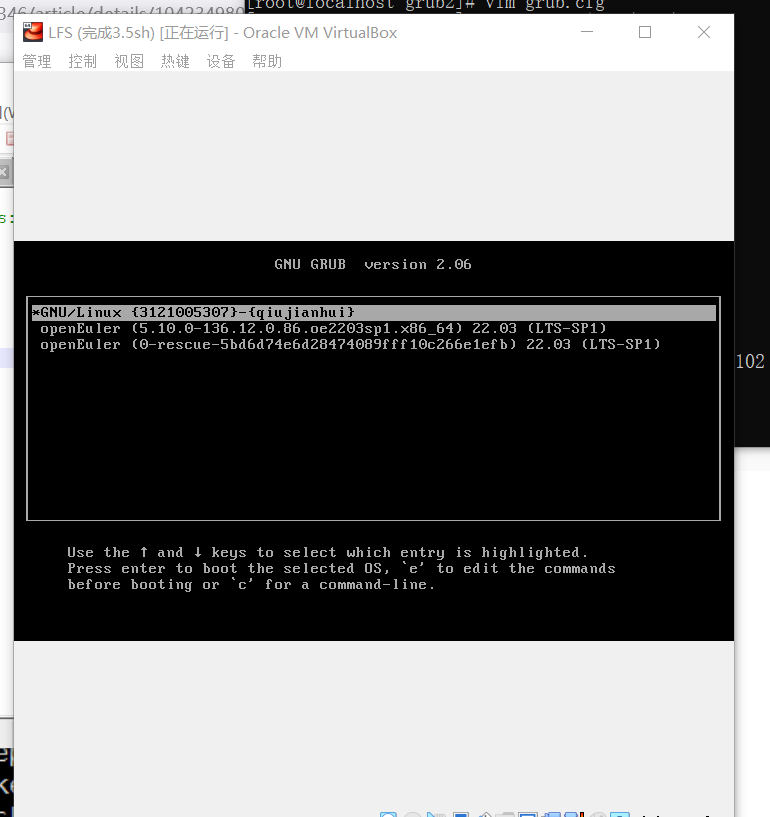 346/article/details/104234980
[root@localhost grub2]# vim grub.cfg
LFS (完成3.5sh) [正在运行] - Oracle VM VirtualBox
管理 控制 视图 热键 设备 帮助
GNU GRUB version 2.06
*GNU/Linux {3121005307}-{qiujianhui}
openEuler (5.10.0-136.12.0.86.oe2203sp1.x86_64) 22.03 (LTS-SP1)
openEuler (0-rescue-5bd6d74e6d28474089fff10c266e1efb) 22.03 (LTS-SP1)
102
Use the ↑ and ↓ keys to select which entry is highlighted.
Press enter to boot the selected OS, `e' to edit the commands
before booting or `c' for a command-line.